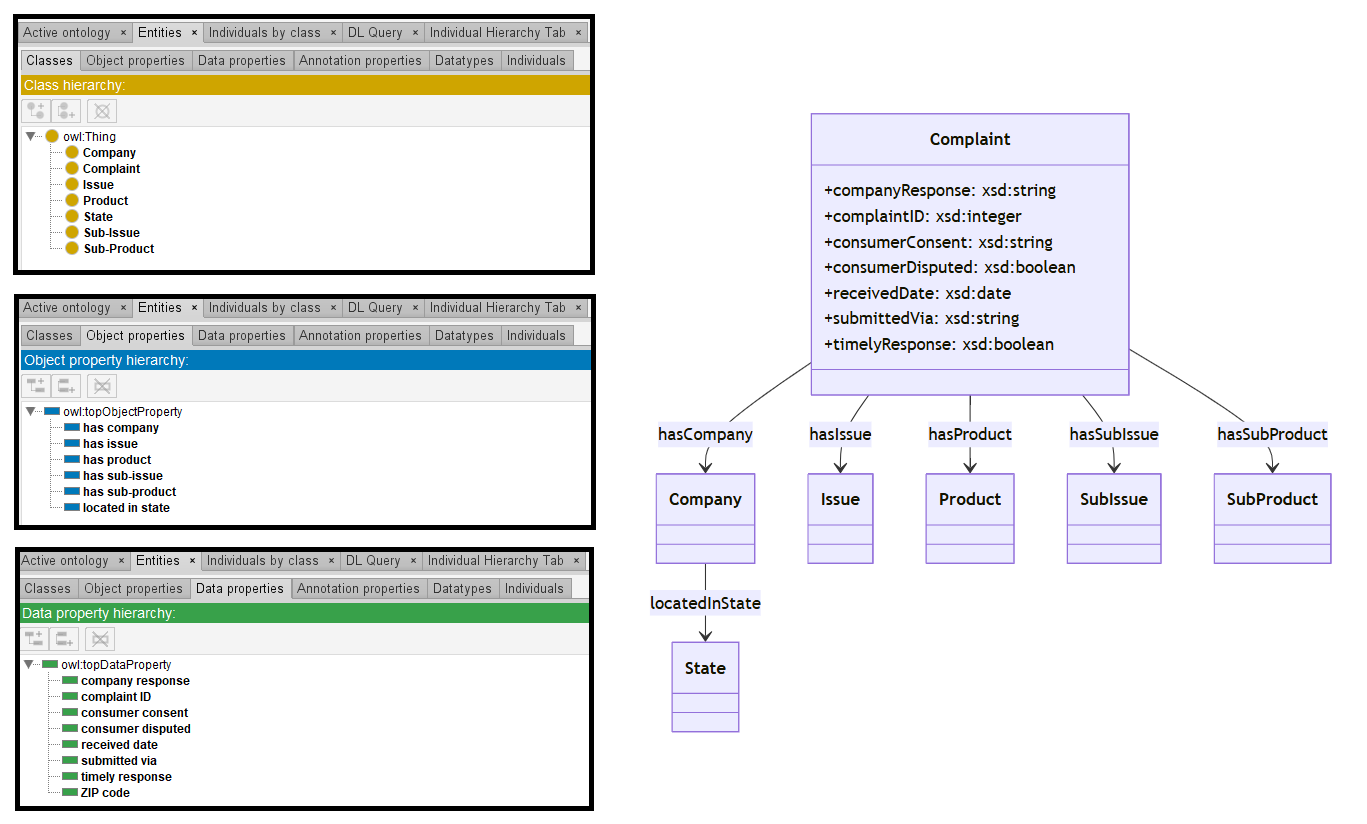 Active ontology × Entities × Individuals by class × DL Query × Individual Hierarchy Tab ×
Classes Object properties Data properties Annotation properties Datatypes Individuals
Class hierarchy:
owl:Thing
Company
Complaint
Issue
Product
State
Sub-Issue
Sub-Product
Active ontology × Entities × Individuals by class × DL Query × Individual Hierarchy Tab ×
Classes Object properties Data properties Annotation properties Datatypes Individuals
Object property hierarchy:
owl:topObjectProperty
has company
has issue
has product
has sub-issue
has sub-product
located in state
Active ontology × Entities × Individuals by class × DL Query × Individual Hierarchy Tab ×
Classes Object properties Data properties Annotation properties Datatypes Individuals
Data property hierarchy:
owl:topDataProperty
company response
complaint ID
consumer consent
consumer disputed
received date
submitted via
timely response
ZIP code
Complaint
+companyResponse: xsd:string
+complaintID: xsd:integer
+consumerConsent: xsd:string
+consumerDisputed: xsd:boolean
+receivedDate: xsd:date
+submittedVia: xsd:string
+timelyResponse: xsd:boolean
hasCompany hasIssue hasProduct hasSubIssue hasSubProduct
Company Issue Product SubIssue SubProduct
locatedInState
State